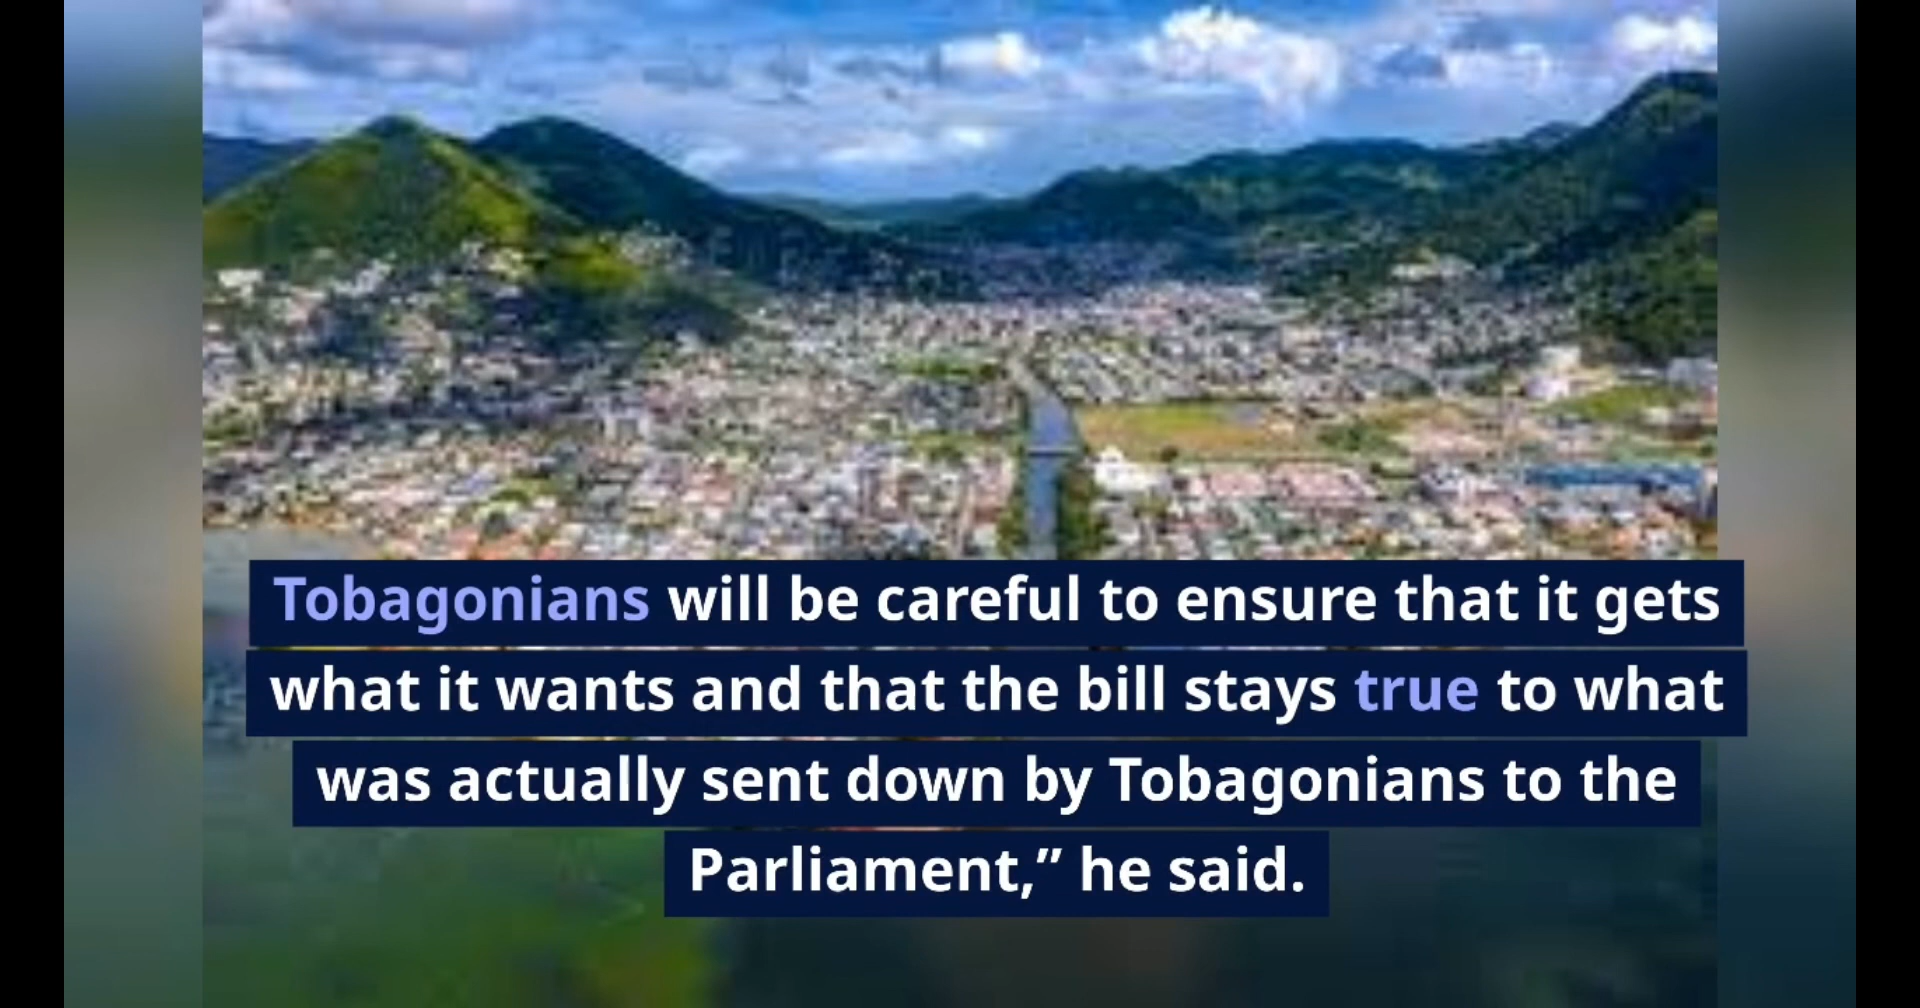 Tobagonians will be careful to ensure that it gets
what it wants and that the bill stays true to what
was actually sent down by Tobagonians to the
Parliament,” he said.